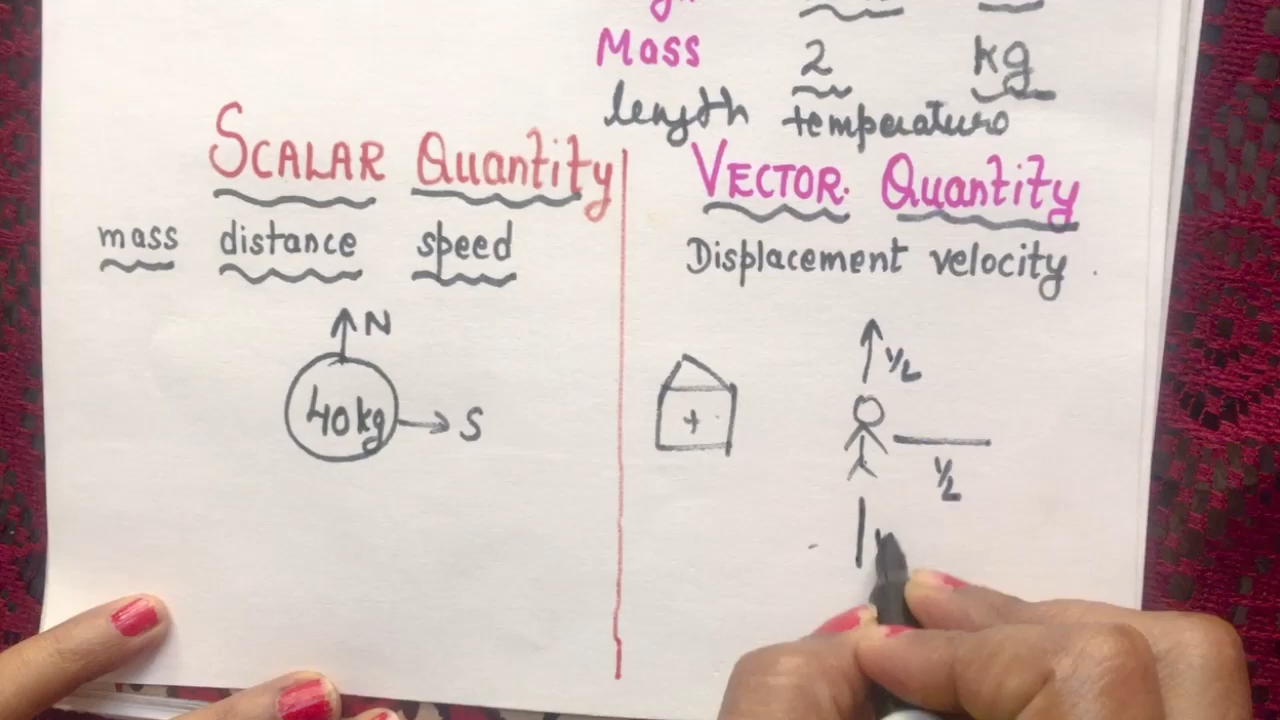 Mass 2 kg
length temperature
SCALAR Quantity
mass distance speed
N
40kg
S
VECTOR. Quantity
Displacement velocity
1/2
+
1/2